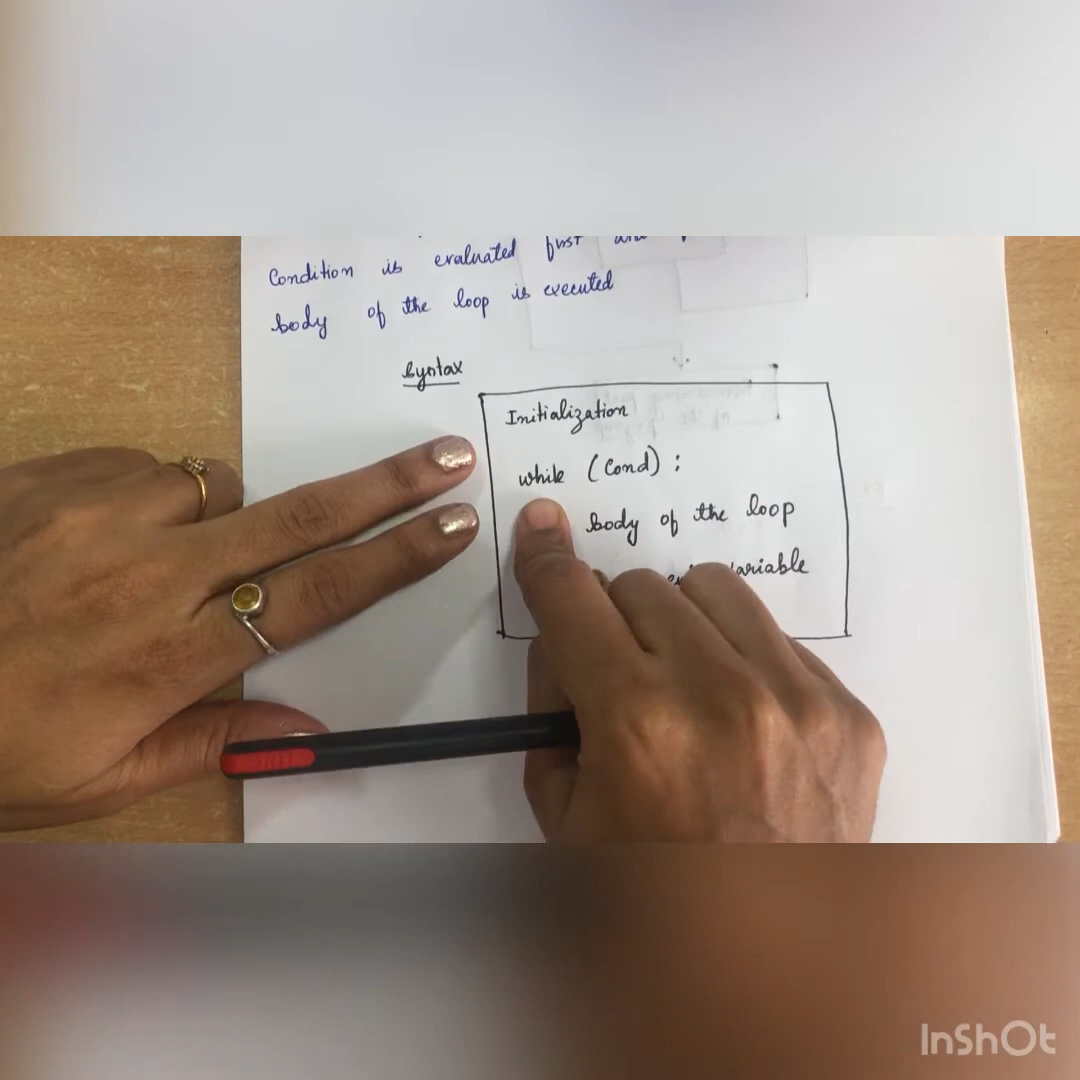 Condition is evaluated first and
body of the loop is executed
Syntax
Initialization
while (Cond) :
body of the loop
variable
InShOt